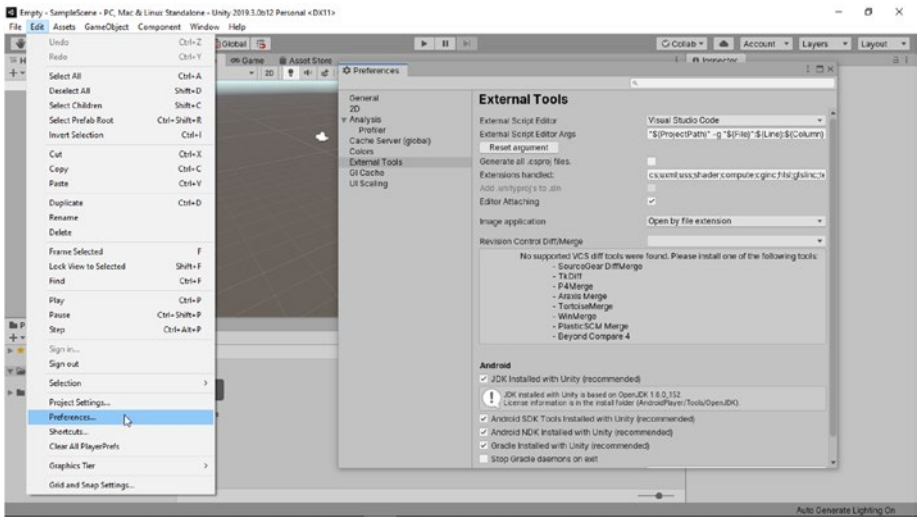 Empty - SampleScene - PC, Mac & Linux Standalone - Unity 2019.3.0b12 Personal <DX11>
File Edit Assets GameObject Component Window Help
Global
Collab
Account
Layers
Layout
Undo Ctrl+Z
Redo Ctrl+Y
Select All Ctrl+A
Deselect All Shift+D
Select Children Shift+C
Select Prefab Root Ctrl+Shift+R
Invert Selection Ctrl+I
Cut Ctrl+X
Copy Ctrl+C
Paste Ctrl+V
Duplicate Ctrl+D
Rename
Delete
Frame Selected F
Lock View to Selected Shift+F
Find Ctrl+F
Play Ctrl+P
Pause Ctrl+Shift+P
Step Ctrl+Alt+P
Sign in...
Sign out
Selection
Project Settings...
Preferences...
Shortcuts...
Clear All PlayerPrefs
Graphics Tier
Grid and Snap Settings...
Game
Asset Store
2D
Inspector
Preferences
General
2D
Analysis
Profiler
Cache Server (global)
Colors
External Tools
GI Cache
UI Scaling
External Tools
External Script Editor Visual Studio Code
External Script Editor Args "$(ProjectPath)" -g "$(File)":$(Line):$(Column)
Reset argument
Generate all .csproj files.
Extensions handled: cs;uxml;uss;shader;compute;cginc;hlsl;glslinc;te
Add .unityproj's to .sln
Editor Attaching
Image application Open by file extension
Revision Control Diff/Merge
No supported VCS diff tools were found. Please install one of the following tools:
- SourceGear DiffMerge
- TkDiff
- P4Merge
- Araxis Merge
- TortoiseMerge
- WinMerge
- PlasticSCM Merge
- Beyond Compare 4
Android
JDK Installed with Unity (recommended)
JDK installed with Unity is based on OpenJDK 1.8.0_152.
License information is in the install folder (AndroidPlayer/Tools/OpenJDK).
Android SDK Tools Installed with Unity (recommended)
Android NDK Installed with Unity (recommended)
Gradle Installed with Unity (recommended)
Stop Gradle daemons on exit
Auto Generate Lighting On